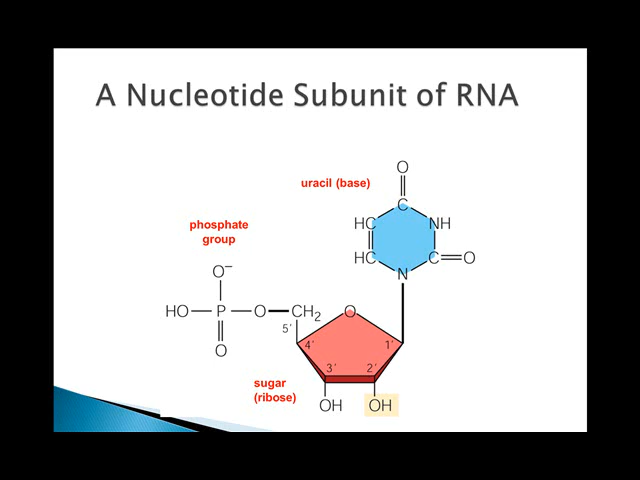 A Nucleotide Subunit of RNA
O
uracil (base)
C
HC NH
phosphate
group
HC C O
N
O−
HO P O CH2 O
5′
4′ 1′
O
3′ 2′
sugar
(ribose)
OH OH